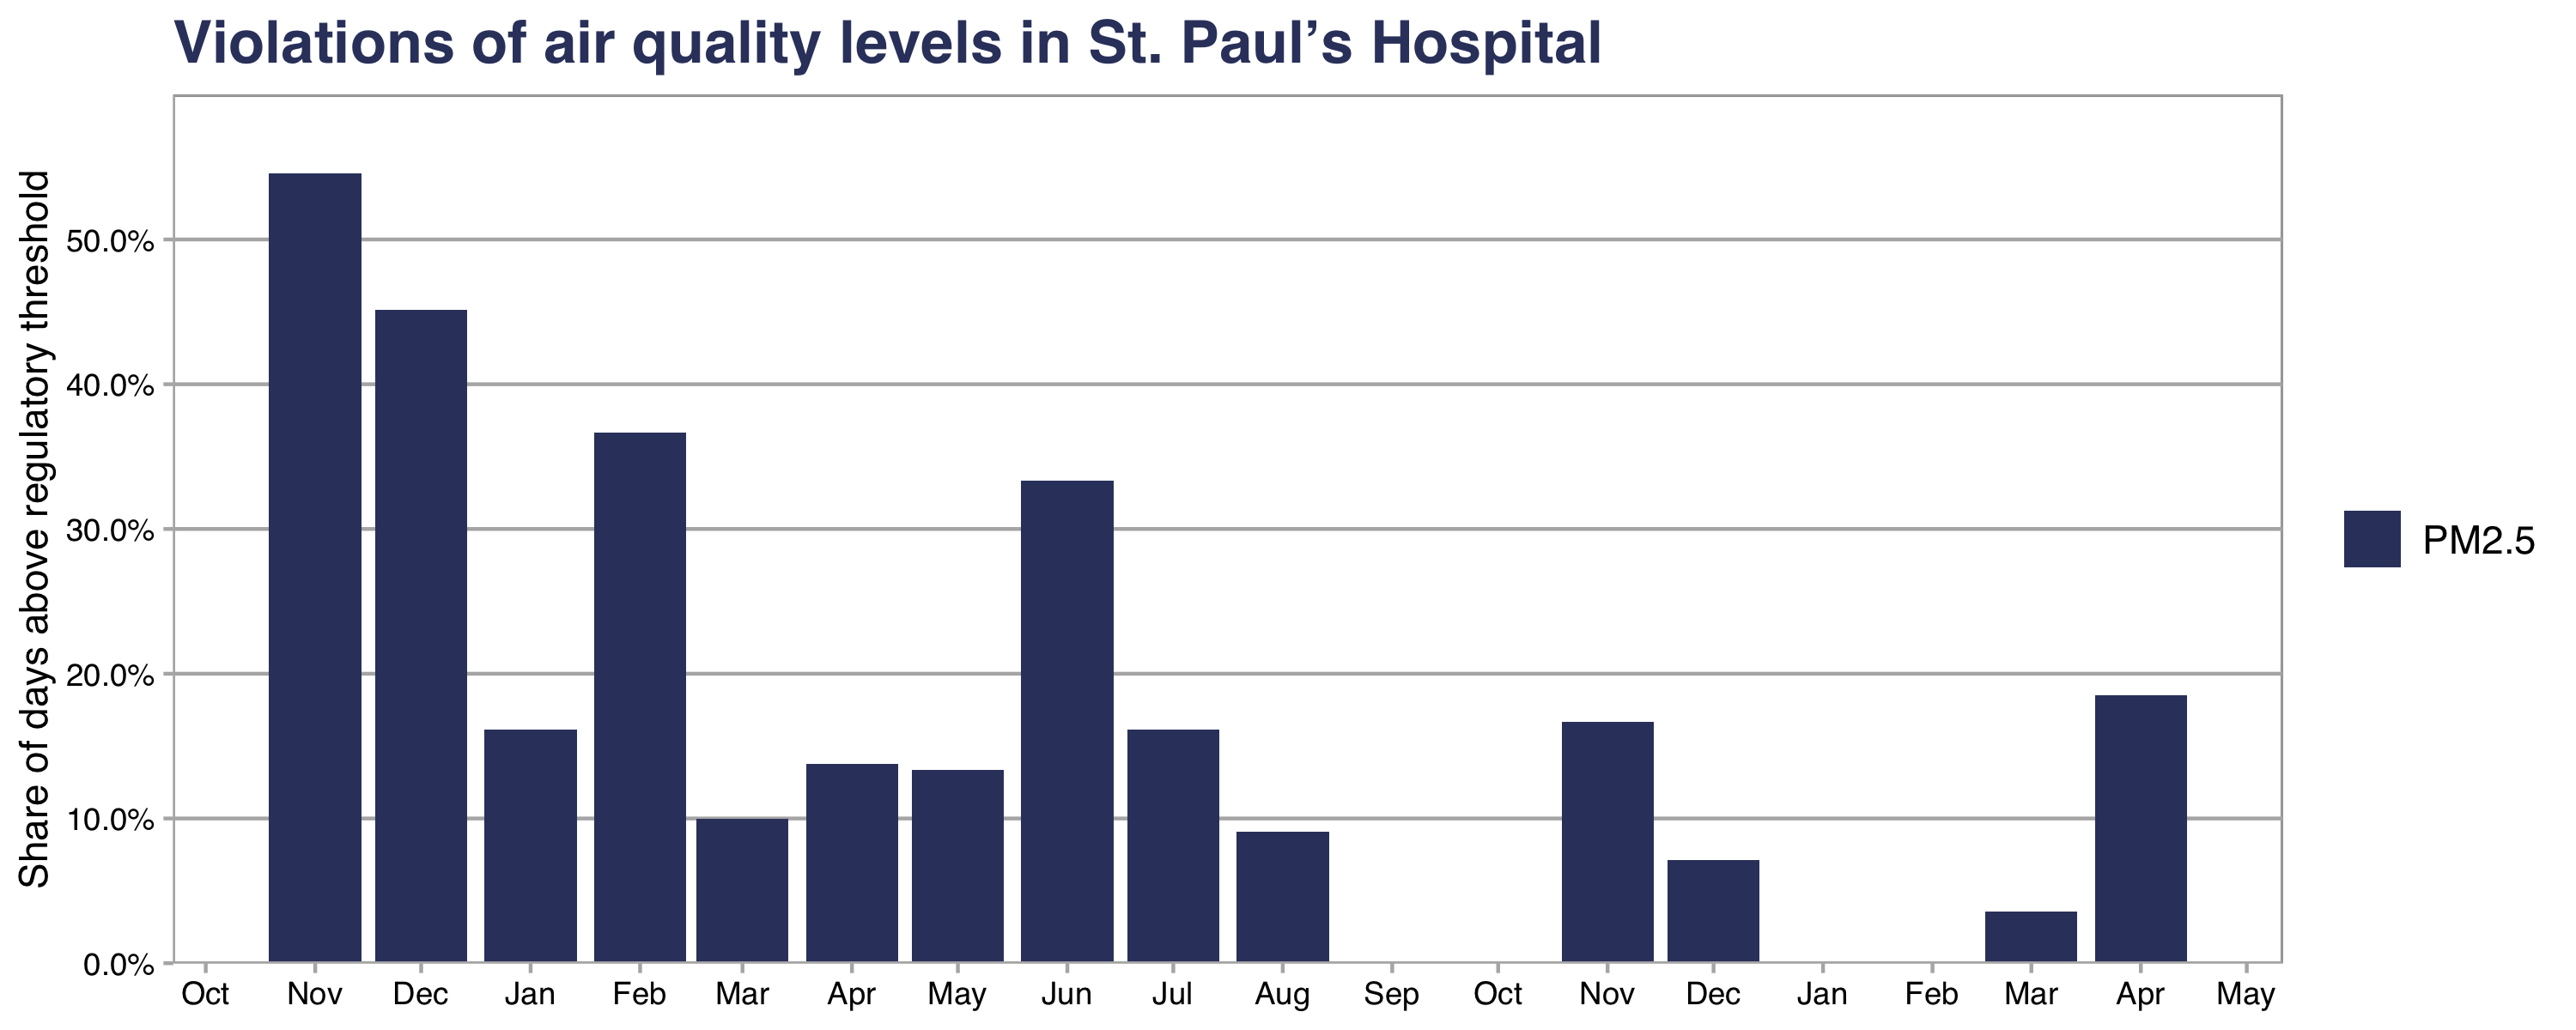 Violations of air quality levels in St. Paul’s Hospital
Share of days above regulatory threshold
50.0%
40.0%
30.0%
20.0%
10.0%
0.0%
Oct Nov Dec Jan Feb Mar Apr May Jun Jul Aug Sep Oct Nov Dec Jan Feb Mar Apr May
PM2.5